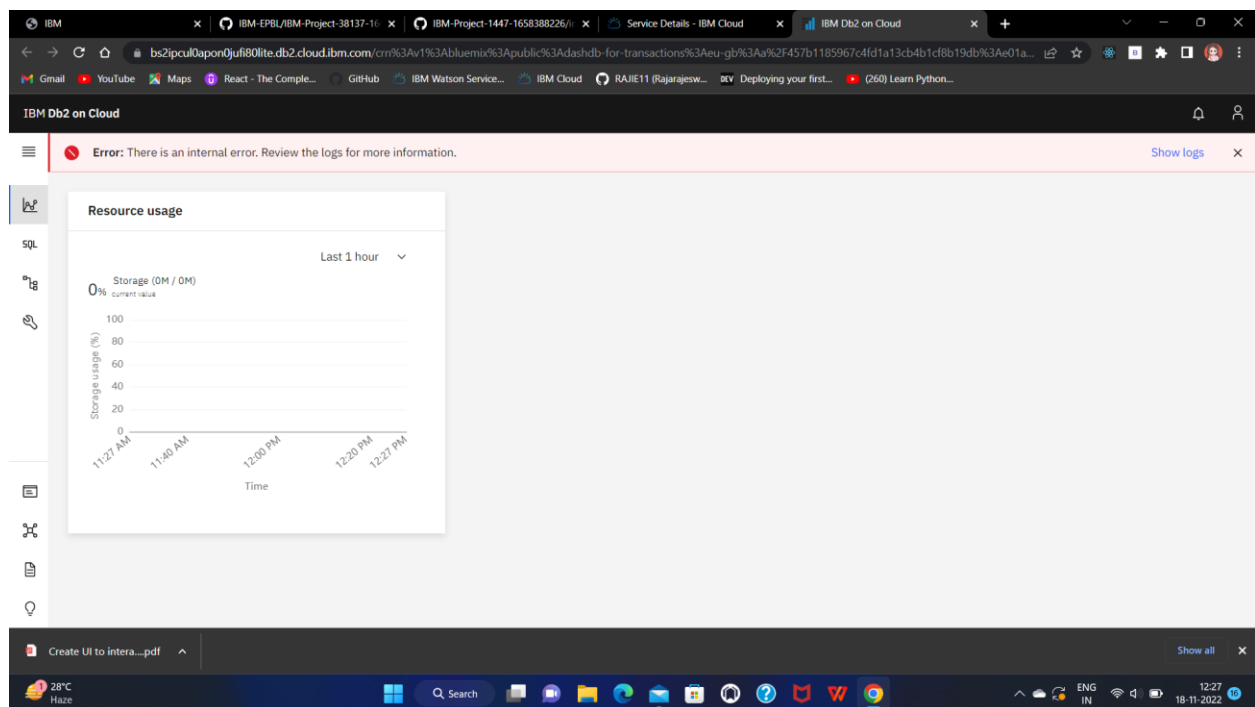 IBM
IBM-EPBL/IBM-Project-38137-16
IBM-Project-1447-1658388226/
Service Details - IBM Cloud
IBM Db2 on Cloud
bs2ipcul0apon0jufi80lite.db2.cloud.ibm.com/crn%3Av1%3Abluemix%3Apublic%3Adashdb-for-transactions%3Aeu-gb%3Aa%2F457b1185967c4fd1a13cb4b1cf8b19db%3Ae01a...
Gmail
YouTube
Maps
React - The Comple...
GitHub
IBM Watson Service...
IBM Cloud
RAJIE11 (Rajarajesw...
DEV
Deploying your first...
(260) Learn Python...
IBM Db2 on Cloud
Error: There is an internal error. Review the logs for more information.
Show logs
Resource usage
SQL
Last 1 hour
0%
Storage (0M / 0M)
current value
100
80
60
40
20
0
Storage usage (%)
11:27 AM
11:40 AM
12:00 PM
12:20 PM
12:27 PM
Time
Create UI to intera....pdf
Show all
28°C
Haze
Search
ENG
IN
12:27
18-11-2022
16